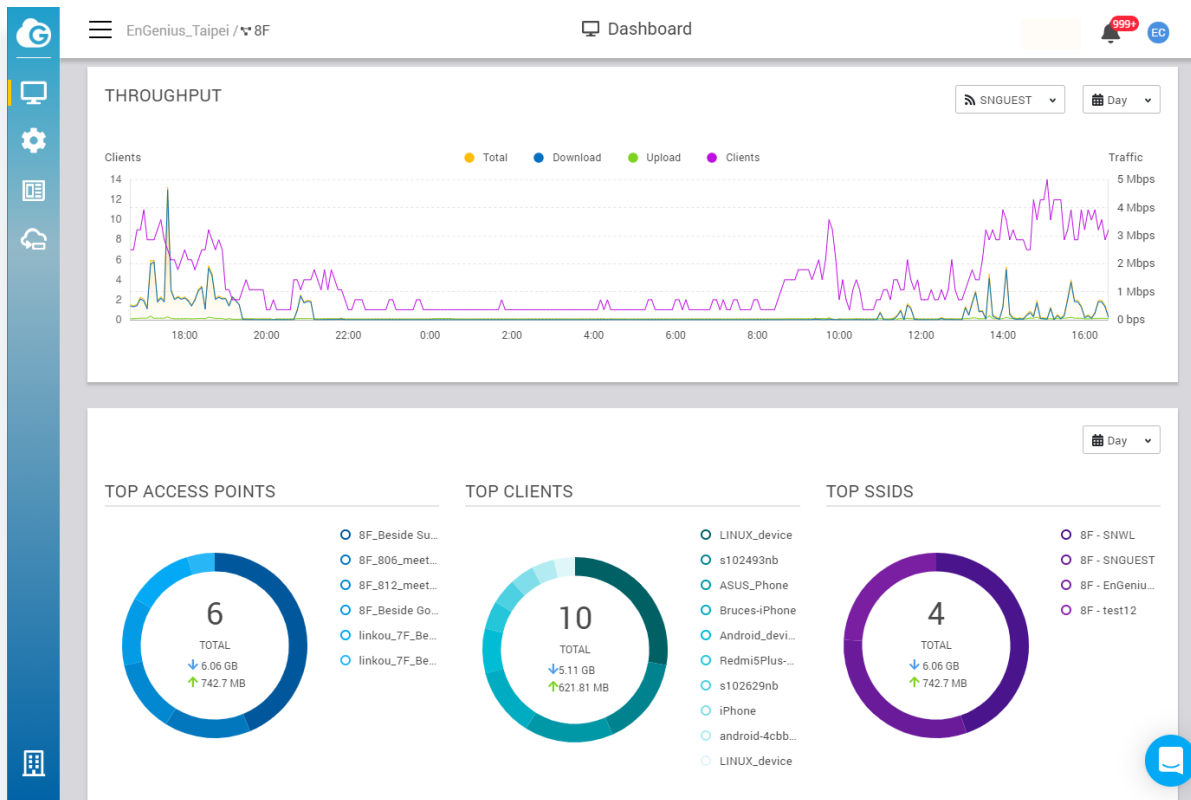 EnGenius_Taipei / 8F
Dashboard
999+
EC
THROUGHPUT
SNGUEST
Day
Clients
Total
Download
Upload
Clients
Traffic
14
12
10
8
6
4
2
0
5 Mbps
4 Mbps
3 Mbps
2 Mbps
1 Mbps
0 bps
18:00
20:00
22:00
0:00
2:00
4:00
6:00
8:00
10:00
12:00
14:00
16:00
Day
TOP ACCESS POINTS
6
TOTAL
6.06 GB
742.7 MB
8F_Beside Su...
8F_806_meet...
8F_812_meet...
8F_Beside Go...
linkou_7F_Be...
linkou_7F_Be...
TOP CLIENTS
10
TOTAL
5.11 GB
621.81 MB
LINUX_device
s102493nb
ASUS_Phone
Bruces-iPhone
Android_devi...
Redmi5Plus-...
s102629nb
iPhone
android-4cbb...
LINUX_device
TOP SSIDS
4
TOTAL
6.06 GB
742.7 MB
8F - SNWL
8F - SNGUEST
8F - EnGeniu...
8F - test12